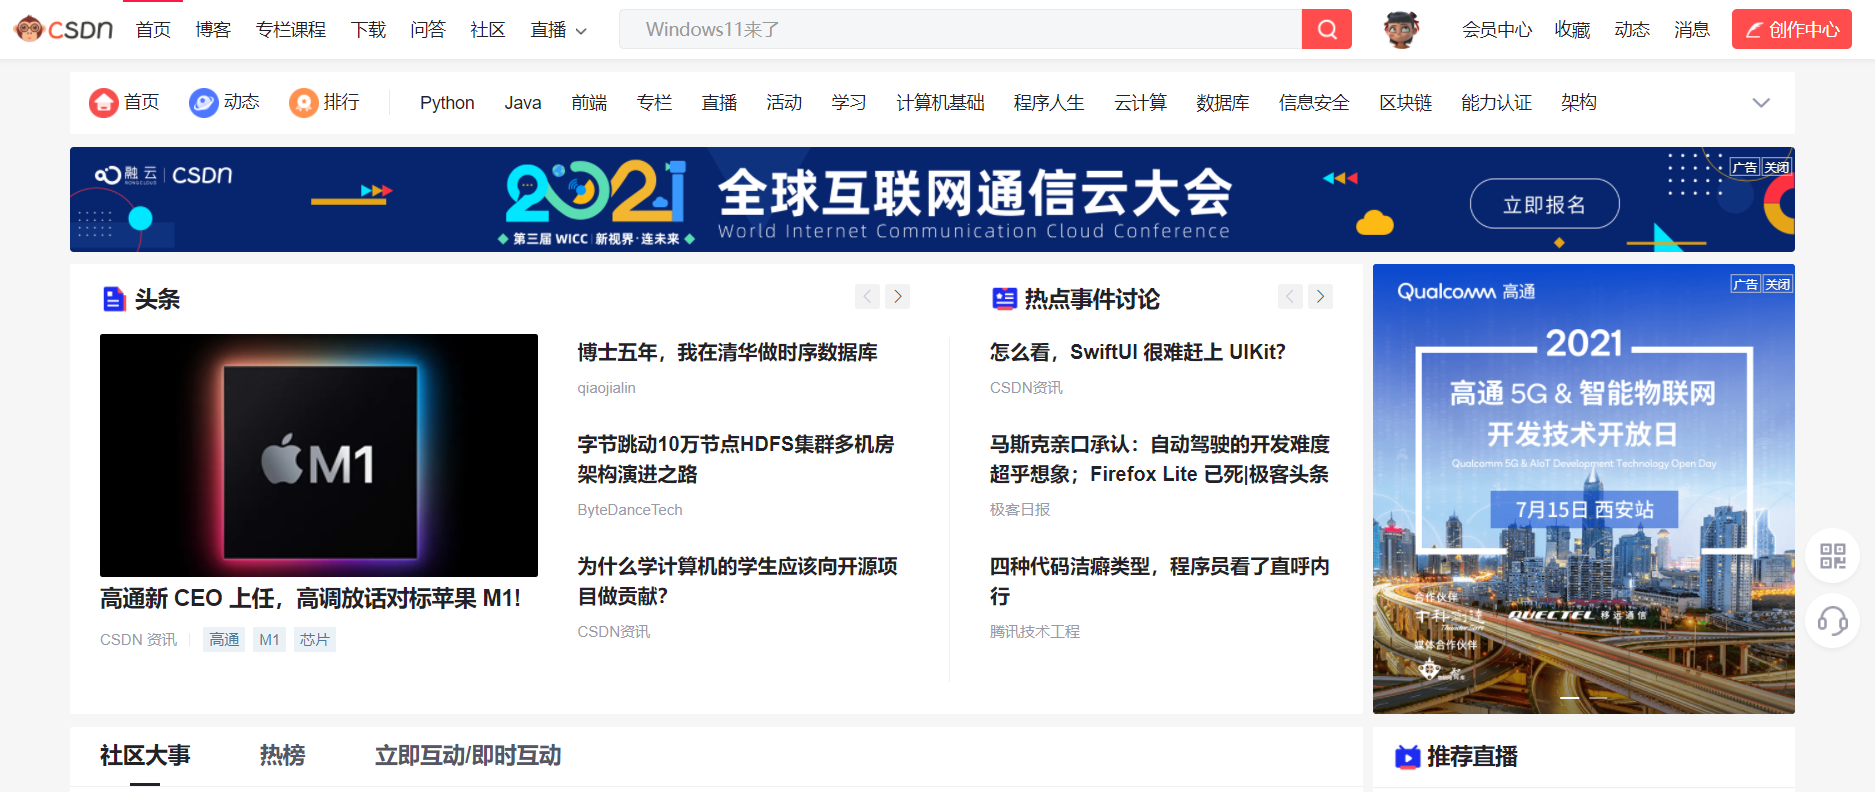 CSDN 首页 博客 专栏课程 下载 问答 社区 直播 Windows11来了 会员中心 收藏 动态 消息 创作中心
首页 动态 排行 Python Java 前端 专栏 直播 活动 学习 计算机基础 程序人生 云计算 数据库 信息安全 区块链 能力认证 架构
融云 RONGCLOUD CSDN
2021
第三届 WICC 新视界·连未来
全球互联网通信云大会
World Internet Communication Cloud Conference
立即报名
广告 关闭
头条
M1
高通新 CEO 上任，高调放话对标苹果 M1!
CSDN 资讯 高通 M1 芯片
博士五年，我在清华做时序数据库
qiaojialin
字节跳动10万节点HDFS集群多机房
架构演进之路
ByteDanceTech
为什么学计算机的学生应该向开源项
目做贡献?
CSDN资讯
热点事件讨论
怎么看，SwiftUI 很难赶上 UIKit?
CSDN资讯
马斯克亲口承认：自动驾驶的开发难度
超乎想象；Firefox Lite 已死|极客头条
极客日报
四种代码洁癖类型，程序员看了直呼内
行
腾讯技术工程
Qualcomm 高通
广告 关闭
2021
高通 5G & 智能物联网
开发技术开放日
Qualcomm 5G & AIoT Development Technology Open Day
7月15日 西安站
合作伙伴
QUECTEL 移远通信
媒体合作伙伴
社区大事 热榜 立即互动/即时互动
推荐直播